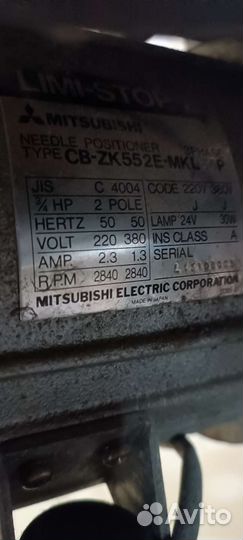 LIMI-STOP
MITSUBISHI
NEEDLE POSITIONER
TYPE CB-ZK552E-MKL P
JIS C 4004 CODE 220V 380V
3/4 HP 2 POLE J J
HERTZ 50 50 LAMP 24V 30W
VOLT 220 380 INS CLASS A
AMP. 2.3 1.3 SERIAL
R.P.M 2840 2840
MITSUBISHI ELECTRIC CORPORATION
MADE IN JAPAN
Avito